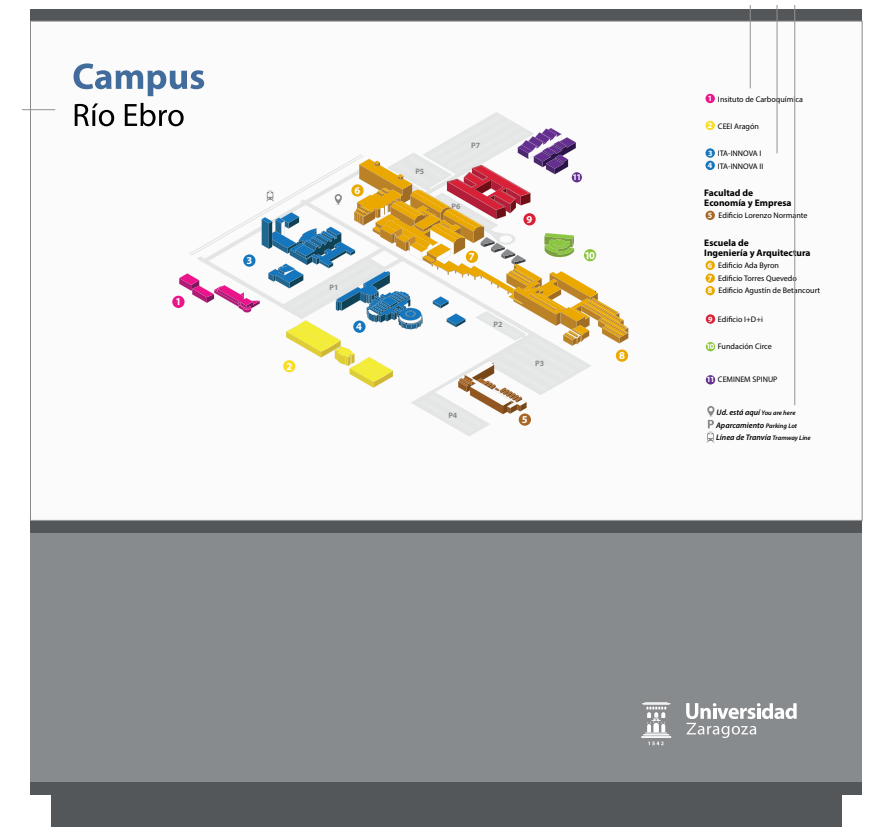 Campus
Río Ebro
1 Insituto de Carboquímica
2 CEEI Aragón
3 ITA-INNOVA I
4 ITA-INNOVA II
Facultad de
Economía y Empresa
5 Edificio Lorenzo Normante
Escuela de
Ingeniería y Arquitectura
6 Edificio Ada Byron
7 Edificio Torres Quevedo
8 Edificio Agustín de Betancourt
9 Edificio I+D+i
10 Fundación Circe
11 CEMINEM SPINUP
Ud. está aquí You are here
P Aparcamiento Parking Lot
Línea de Tranvía Tramway Line
P7
P5
11
6
P6
9
7
10
3
P1
1
4
P2
8
2
P3
P4
5
Universidad
Zaragoza
1542